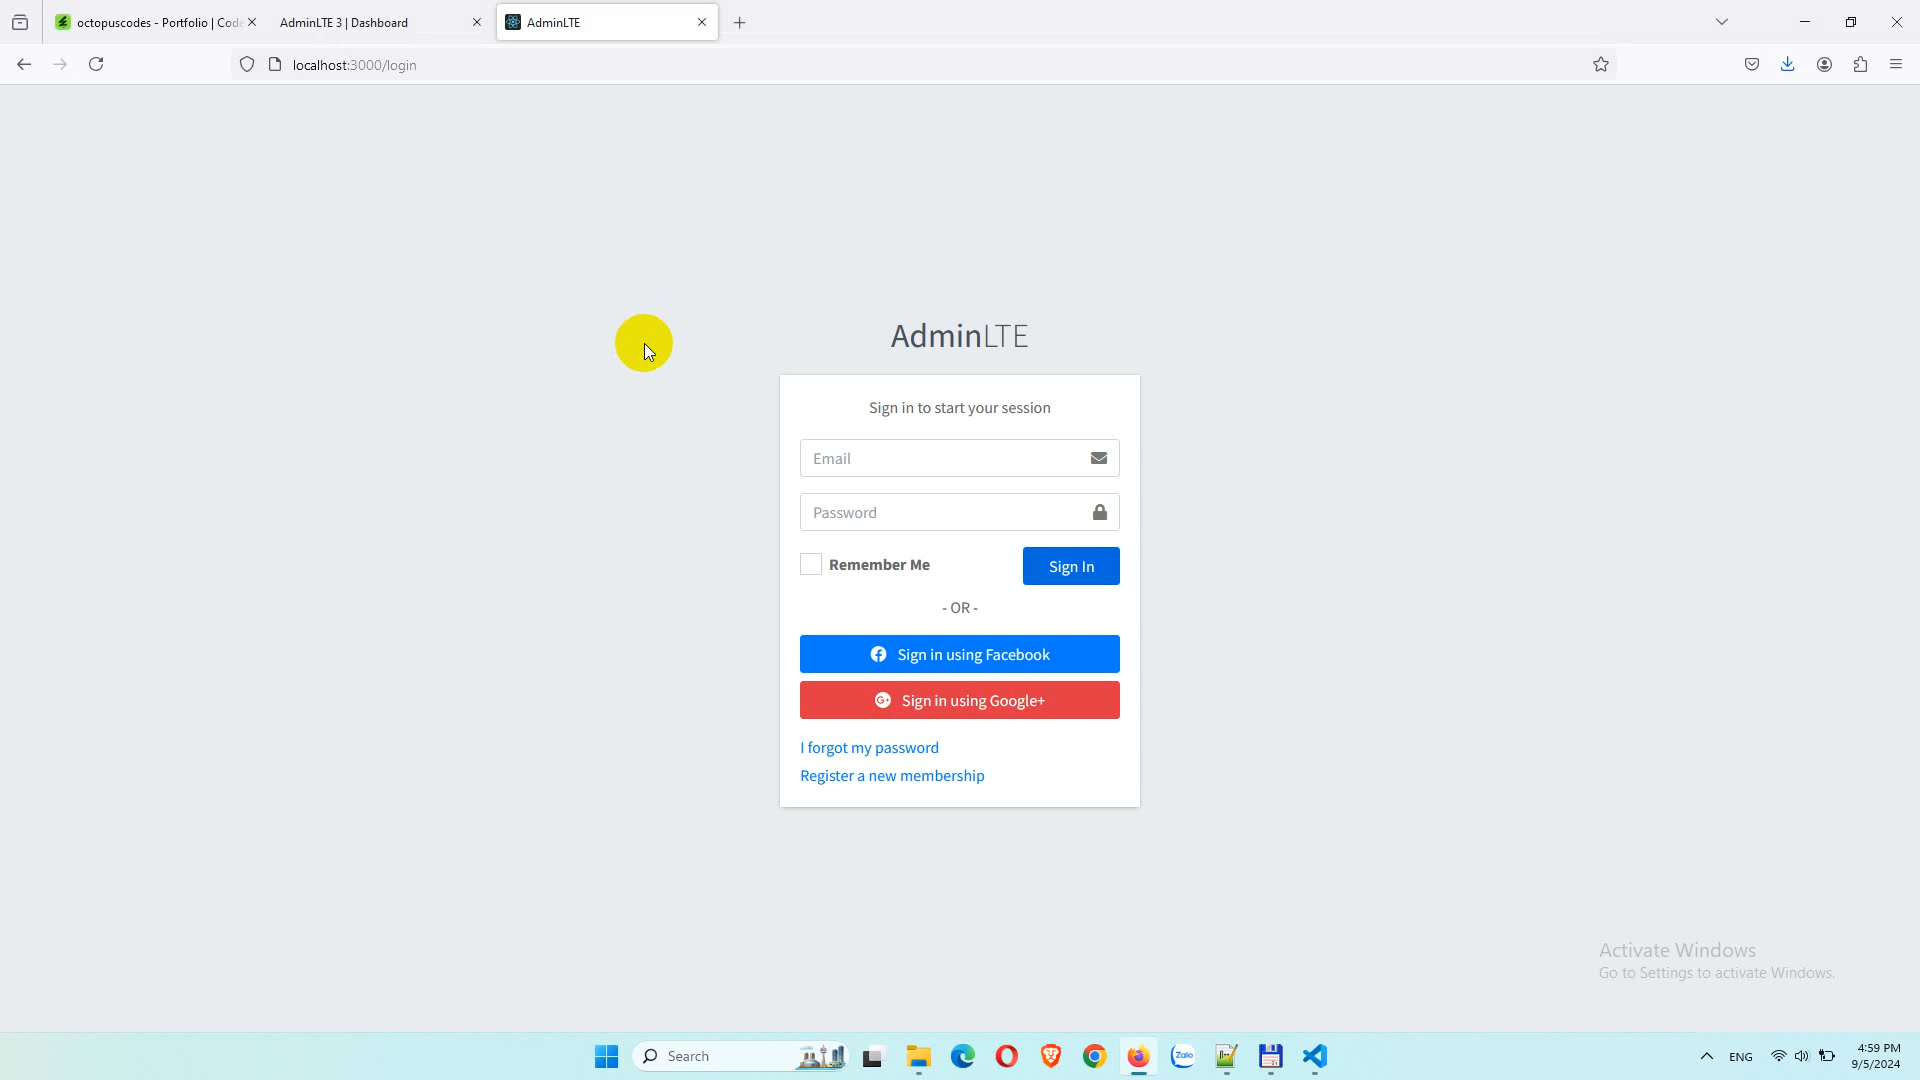 octopuscodes - Portfolio | Code
AdminLTE 3 | Dashboard
AdminLTE
localhost:3000/login
AdminLTE
Sign in to start your session
Email
Password
Remember Me
Sign In
- OR -
Sign in using Facebook
Sign in using Google+
I forgot my password
Register a new membership
Activate Windows
Go to Settings to activate Windows.
Search
Zalo
ENG
4:59 PM
9/5/2024